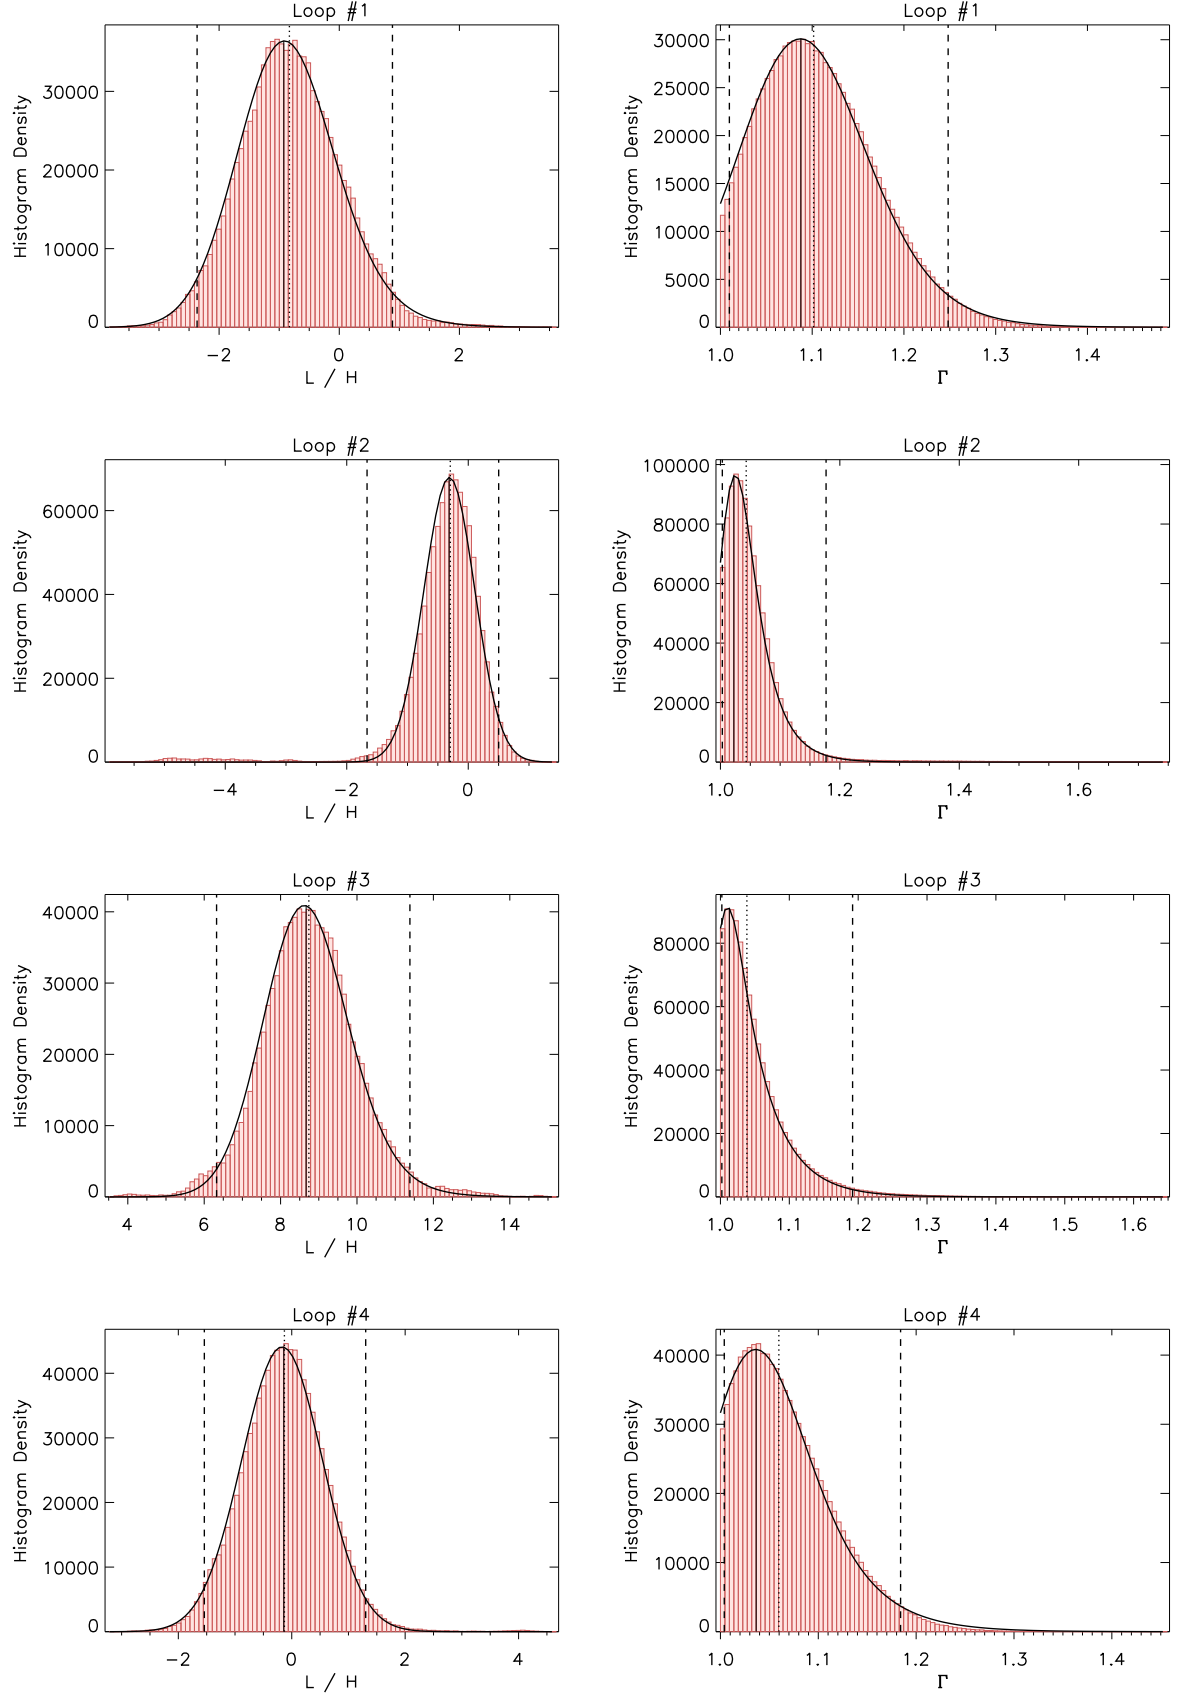 Loop #1
Histogram Density
30000
20000
10000
0
−2 0 2
L / H
Loop #1
Histogram Density
30000
25000
20000
15000
10000
5000
0
1.0 1.1 1.2 1.3 1.4
Γ
Loop #2
Histogram Density
60000
40000
20000
0
−4 −2 0
L / H
Loop #2
Histogram Density
100000
80000
60000
40000
20000
0
1.0 1.2 1.4 1.6
Γ
Loop #3
Histogram Density
40000
30000
20000
10000
0
4 6 8 10 12 14
L / H
Loop #3
Histogram Density
80000
60000
40000
20000
0
1.0 1.1 1.2 1.3 1.4 1.5 1.6
Γ
Loop #4
Histogram Density
40000
30000
20000
10000
0
−2 0 2 4
L / H
Loop #4
Histogram Density
40000
30000
20000
10000
0
1.0 1.1 1.2 1.3 1.4
Γ